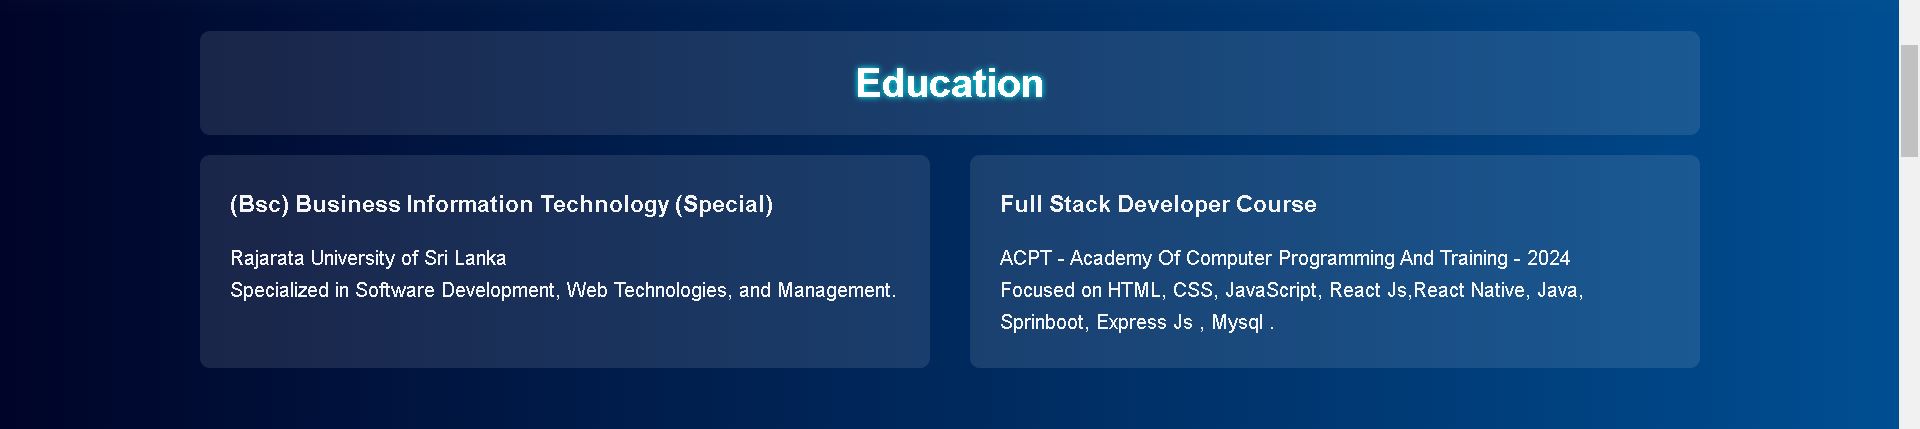 Education
(Bsc) Business Information Technology (Special)
Rajarata University of Sri Lanka
Specialized in Software Development, Web Technologies, and Management.
Full Stack Developer Course
ACPT - Academy Of Computer Programming And Training - 2024
Focused on HTML, CSS, JavaScript, React Js,React Native, Java,
Sprinboot, Express Js , Mysql .